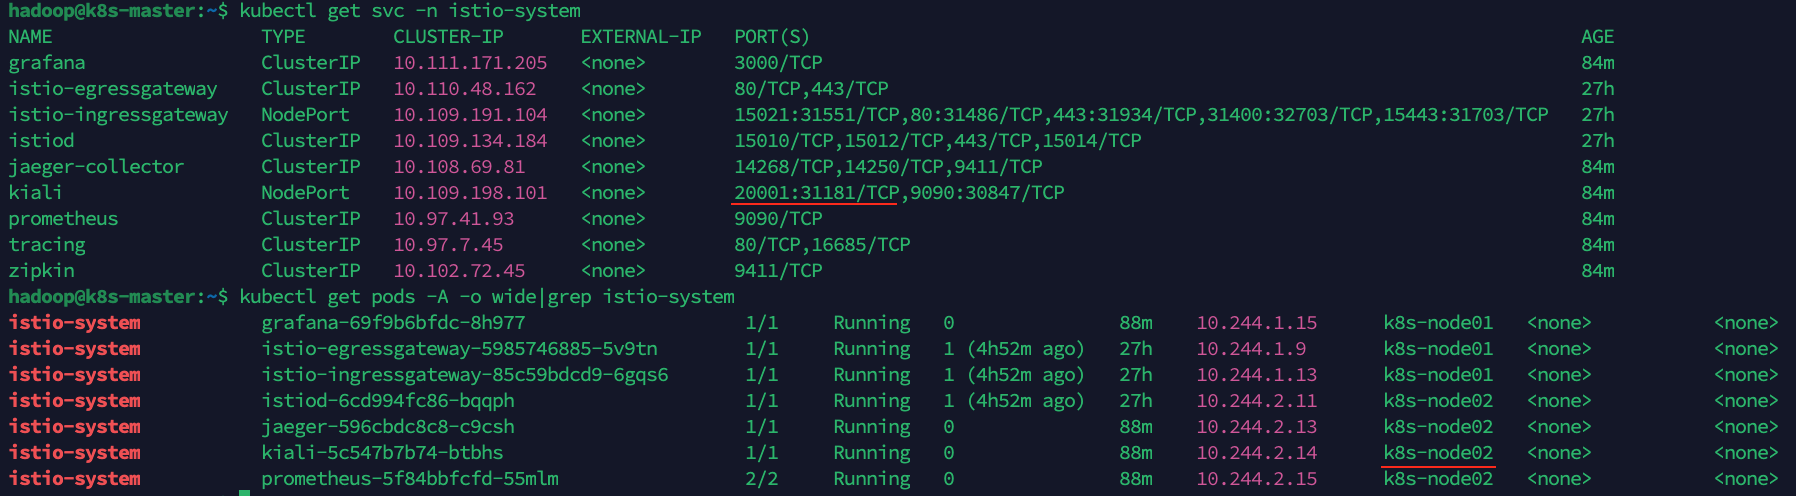 hadoop@k8s-master:~$ kubectl get svc -n istio-system
NAME TYPE CLUSTER-IP EXTERNAL-IP PORT(S) AGE
grafana ClusterIP 10.111.171.205 <none> 3000/TCP 84m
istio-egressgateway ClusterIP 10.110.48.162 <none> 80/TCP,443/TCP 27h
istio-ingressgateway NodePort 10.109.191.104 <none> 15021:31551/TCP,80:31486/TCP,443:31934/TCP,31400:32703/TCP,15443:31703/TCP 27h
istiod ClusterIP 10.109.134.184 <none> 15010/TCP,15012/TCP,443/TCP,15014/TCP 27h
jaeger-collector ClusterIP 10.108.69.81 <none> 14268/TCP,14250/TCP,9411/TCP 84m
kiali NodePort 10.109.198.101 <none> 20001:31181/TCP,9090:30847/TCP 84m
prometheus ClusterIP 10.97.41.93 <none> 9090/TCP 84m
tracing ClusterIP 10.97.7.45 <none> 80/TCP,16685/TCP 84m
zipkin ClusterIP 10.102.72.45 <none> 9411/TCP 84m
hadoop@k8s-master:~$ kubectl get pods -A -o wide|grep istio-system
istio-system grafana-69f9b6bfdc-8h977 1/1 Running 0 88m 10.244.1.15 k8s-node01 <none> <none>
istio-system istio-egressgateway-5985746885-5v9tn 1/1 Running 1 (4h52m ago) 27h 10.244.1.9 k8s-node01 <none> <none>
istio-system istio-ingressgateway-85c59bdcd9-6gqs6 1/1 Running 1 (4h52m ago) 27h 10.244.1.13 k8s-node01 <none> <none>
istio-system istiod-6cd994fc86-bqqph 1/1 Running 1 (4h52m ago) 27h 10.244.2.11 k8s-node02 <none> <none>
istio-system jaeger-596cbdc8c8-c9csh 1/1 Running 0 88m 10.244.2.13 k8s-node02 <none> <none>
istio-system kiali-5c547b7b74-btbhs 1/1 Running 0 88m 10.244.2.14 k8s-node02 <none> <none>
istio-system prometheus-5f84bbfcfd-55mlm 2/2 Running 0 88m 10.244.2.15 k8s-node02 <none> <none>